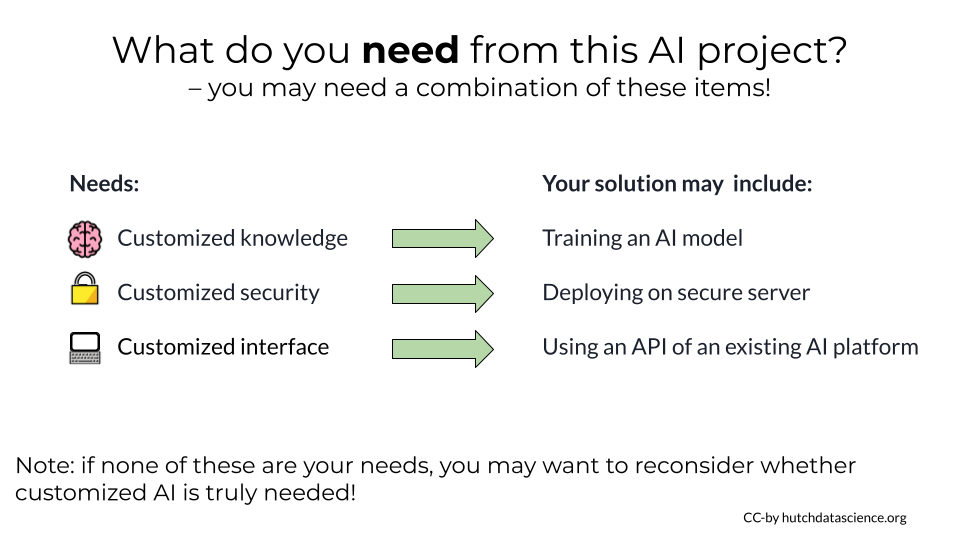 What do you need from this AI project?
– you may need a combination of these items!
Needs:
Your solution may  include:
Customized knowledge
Training an AI model
Customized security
Deploying on secure server
Customized interface
Using an API of an existing AI platform
Note: if none of these are your needs, you may want to reconsider whether
customized AI is truly needed!
CC-by hutchdatascience.org